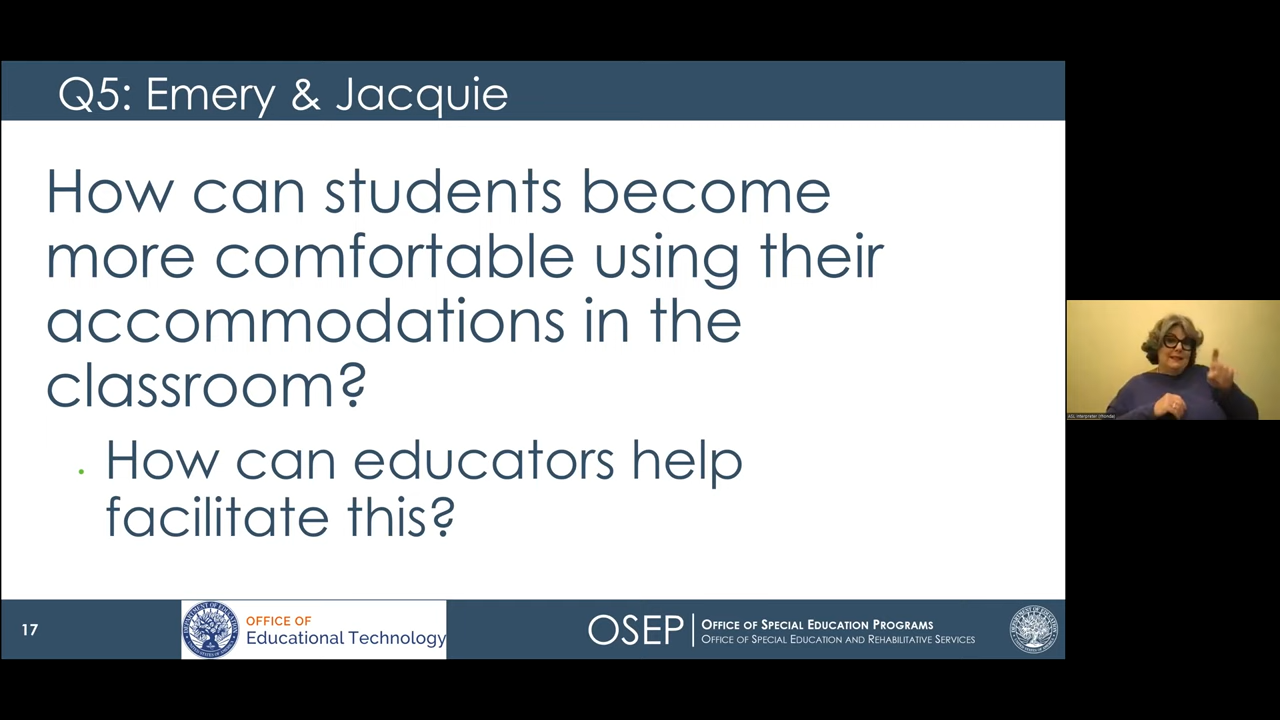 Q5: Emery & Jacquie
How can students become
more comfortable using their
accommodations in the
classroom?
How can educators help
facilitate this?
17
OFFICE OF
Educational Technology
OSEP
OFFICE OF SPECIAL EDUCATION PROGRAMS
OFFICE OF SPECIAL EDUCATION AND REHABILITATIVE SERVICES